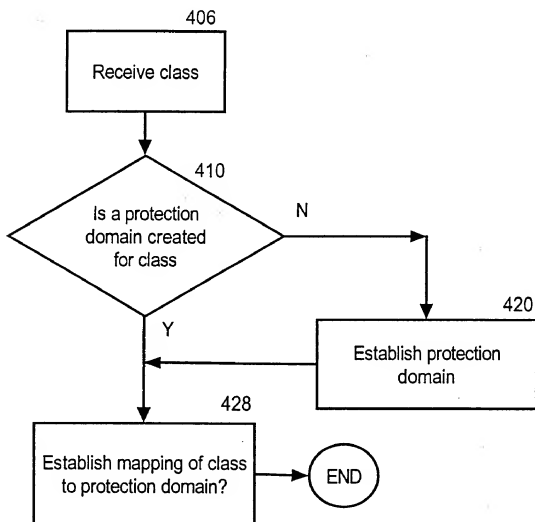 406
Receive class
410
Is a protection
domain created
for class
N
Y
420
Establish protection
domain
428
Establish mapping of class
to protection domain?
END